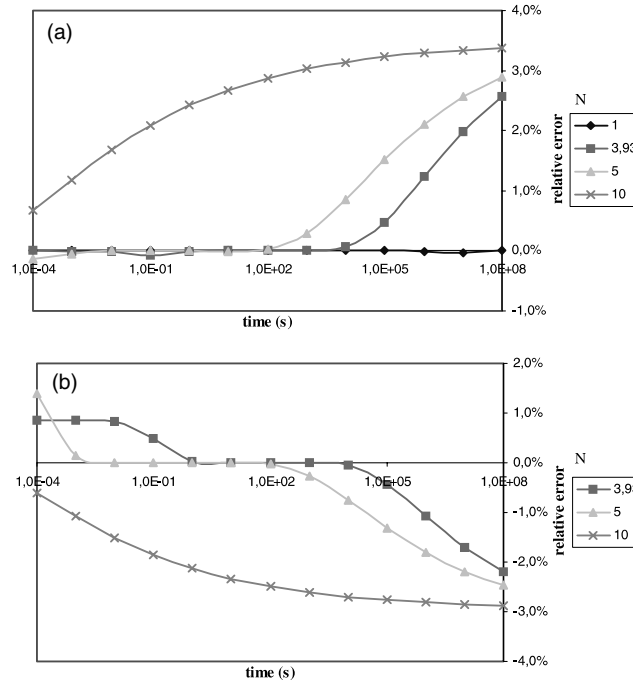 (a)
4,0%
3,0%
2,0%
1,0%
0,0%
-1,0%
relative error
1,0E-04
1,0E-01
1,0E+02
1,0E+05
1,0E+08
time (s)
N
1
3,93
5
10
(b)
2,0%
1,0%
0,0%
-1,0%
-2,0%
-3,0%
-4,0%
relative error
1,0E-04
1,0E-01
1,0E+02
1,0E+05
1,0E+08
time (s)
N
3,93
5
10